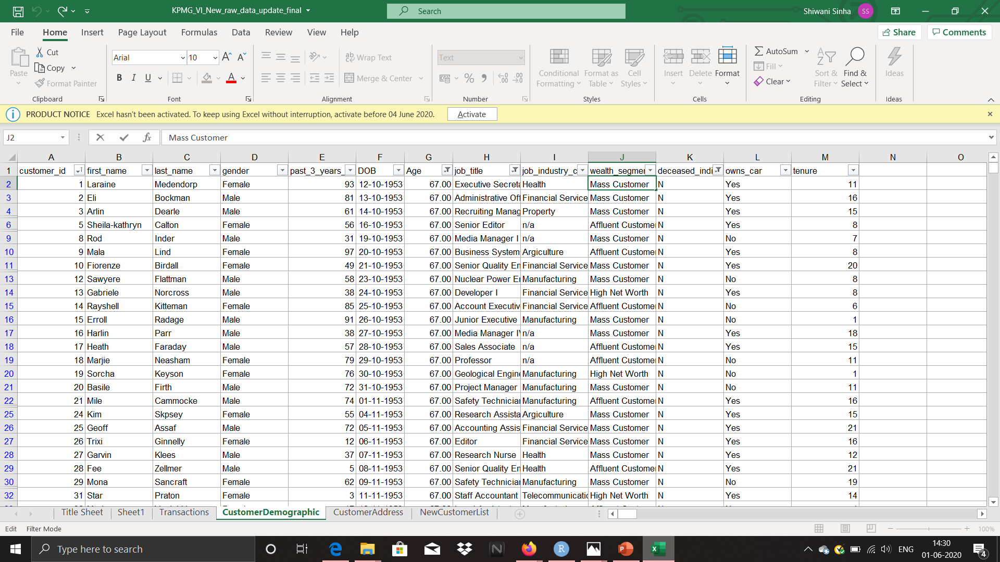 KPMG_VI_New_raw_data_update_final
Search
Shiwani Sinha SS
File Home Insert Page Layout Formulas Data Review View Help Share Comments
Paste Cut Copy Format Painter Clipboard
Arial 10 B I U A Font
Wrap Text Merge & Center Alignment
Text % Number
Conditional Formatting Format as Table Cell Styles Styles
Insert Delete Format Cells
AutoSum Fill Clear Sort & Filter Find & Select Editing
Ideas Ideas
PRODUCT NOTICE Excel hasn't been activated. To keep using Excel without interruption, activate before 04 June 2020. Activate
J2 fx Mass Customer
A B C D E F G H I J K L M N O
1 customer_id first_name last_name gender past_3_years_ DOB Age job_title job_industry_c wealth_segmer deceased_indi owns_car tenure
2 1 Laraine Medendorp Female 93 12-10-1953 67.00 Executive Secreta Health Mass Customer N Yes 11
3 2 Eli Bockman Male 81 13-10-1953 67.00 Administrative Off Financial Service Mass Customer N Yes 16
4 3 Arlin Dearle Male 61 14-10-1953 67.00 Recruiting Manag Property Mass Customer N Yes 15
6 5 Sheila-kathryn Calton Female 56 16-10-1953 67.00 Senior Editor n/a Affluent Customer N Yes 8
9 8 Rod Inder Male 31 19-10-1953 67.00 Media Manager I n/a Mass Customer N No 7
10 9 Mala Lind Female 97 20-10-1953 67.00 Business System Argiculture Affluent Customer N Yes 8
11 10 Fiorenze Birdall Female 49 21-10-1953 67.00 Senior Quality En Financial Service Mass Customer N Yes 20
13 12 Sawyere Flattman Male 58 23-10-1953 67.00 Nuclear Power E Manufacturing Mass Customer N No 8
14 13 Gabriele Norcross Male 38 24-10-1953 67.00 Developer I Financial Service High Net Worth N Yes 8
15 14 Rayshell Kitteman Female 85 25-10-1953 67.00 Account Executiv Financial Service Affluent Customer N No 6
16 15 Erroll Radage Male 91 26-10-1953 67.00 Junior Executive Manufacturing Mass Customer N No 1
17 16 Harlin Parr Male 38 27-10-1953 67.00 Media Manager IV n/a Mass Customer N Yes 18
18 17 Heath Faraday Male 57 28-10-1953 67.00 Sales Associate n/a Affluent Customer N Yes 15
19 18 Marjie Neasham Female 79 29-10-1953 67.00 Professor n/a Affluent Customer N No 11
20 19 Sorcha Keyson Female 76 30-10-1953 67.00 Geological Engine Manufacturing High Net Worth N No 1
21 20 Basile Firth Male 72 31-10-1953 67.00 Project Manager Manufacturing Mass Customer N No 11
22 21 Mile Cammocke Male 74 01-11-1953 67.00 Safety Technician Manufacturing Affluent Customer N Yes 16
25 24 Kim Skpsey Female 55 04-11-1953 67.00 Research Assista Argiculture Mass Customer N Yes 15
26 25 Geoff Assaf Male 72 05-11-1953 67.00 Accounting Assis Financial Service Mass Customer N Yes 21
27 26 Trixi Ginnelly Female 12 06-11-1953 67.00 Editor Financial Service Mass Customer N Yes 16
28 27 Garvin Klees Male 37 07-11-1953 67.00 Research Nurse Health Mass Customer N Yes 12
29 28 Fee Zellmer Male 5 08-11-1953 67.00 Senior Quality En Health Affluent Customer N Yes 21
30 29 Mona Sancraft Female 62 09-11-1953 67.00 Safety Technician Manufacturing Mass Customer N No 19
32 31 Star Praton Female 3 11-11-1953 67.00 Staff Accountant Telecommunicatio High Net Worth N Yes 14
Title Sheet Sheet1 Transactions CustomerDemographic CustomerAddress NewCustomerList
Edit Filter Mode 100%
Type here to search ENG 14:30
01-06-2020 4